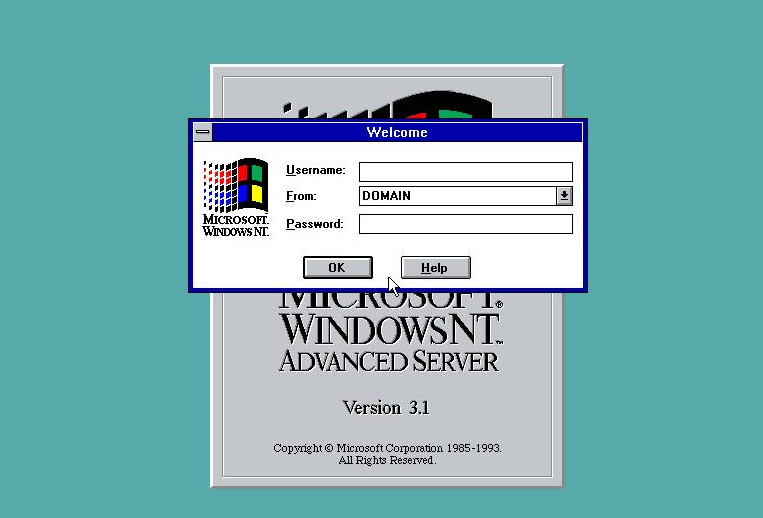 Welcome
Username:
From: DOMAIN
Password:
MICROSOFT.
WINDOWS NT.
OK Help
MICROSOFT®
WINDOWS NT™
ADVANCED SERVER
Version 3.1
Copyright © Microsoft Corporation 1985-1993.
All Rights Reserved.